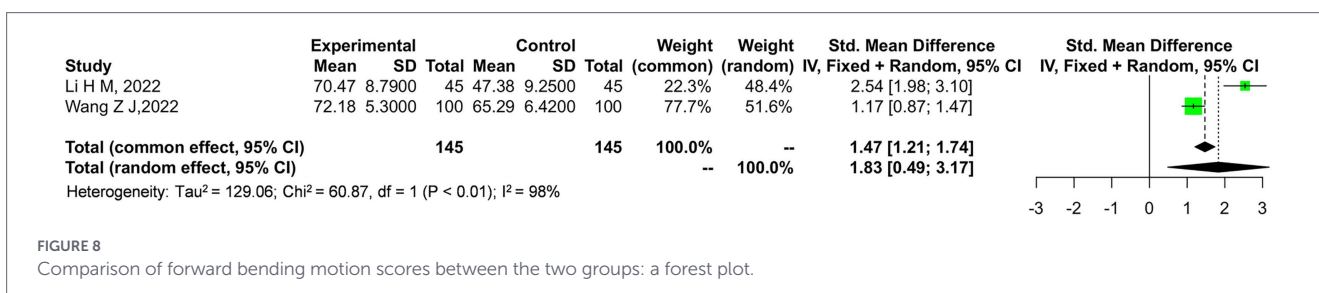 Experimental Control Weight Weight Std. Mean Difference Std. Mean Difference
Study Mean SD Total Mean SD Total (common) (random) IV, Fixed + Random, 95% CI IV, Fixed + Random, 95% CI
Li H M, 2022 70.47 8.7900 45 47.38 9.2500 45 22.3% 48.4% 2.54 [1.98; 3.10]
Wang Z J,2022 72.18 5.3000 100 65.29 6.4200 100 77.7% 51.6% 1.17 [0.87; 1.47]
Total (common effect, 95% CI) 145 145 100.0% -- 1.47 [1.21; 1.74]
Total (random effect, 95% CI) -- 100.0% 1.83 [0.49; 3.17]
Heterogeneity: Tau² = 129.06; Chi² = 60.87, df = 1 (P < 0.01); I² = 98%
-3 -2 -1 0 1 2 3
FIGURE 8
Comparison of forward bending motion scores between the two groups: a forest plot.